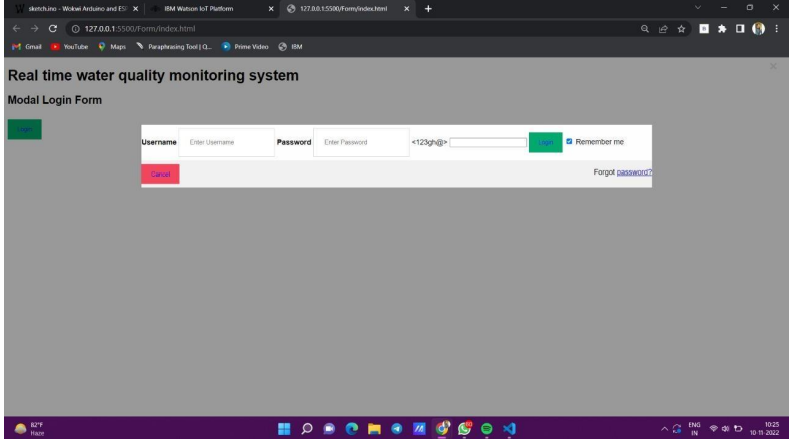 sketch.ino - Wokwi Arduino and ESP
IBM Watson IoT Platform
127.0.0.1:5500/Form/index.html
127.0.0.1:5500/Form/index.html
Gmail YouTube Maps Paraphrasing Tool | Q... Prime Video IBM
Real time water quality monitoring system
Modal Login Form
Login
Username Enter Username Password Enter Password <123gh@> Login Remember me
Cancel Forgot password?
82°F
Haze
ENG
IN
10:25
10-11-2022